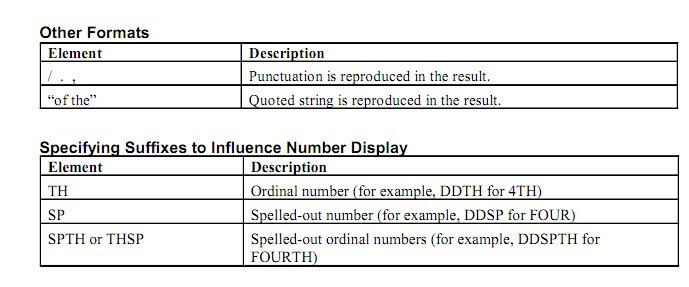 Other Formats
Element Description
/ . , Punctuation is reproduced in the result.
“of the” Quoted string is reproduced in the result.
Specifying Suffixes to Influence Number Display
Element Description
TH Ordinal number (for example, DDTH for 4TH)
SP Spelled-out number (for example, DDSP for FOUR)
SPTH or THSP Spelled-out ordinal numbers (for example, DDSPTH for
FOURTH)